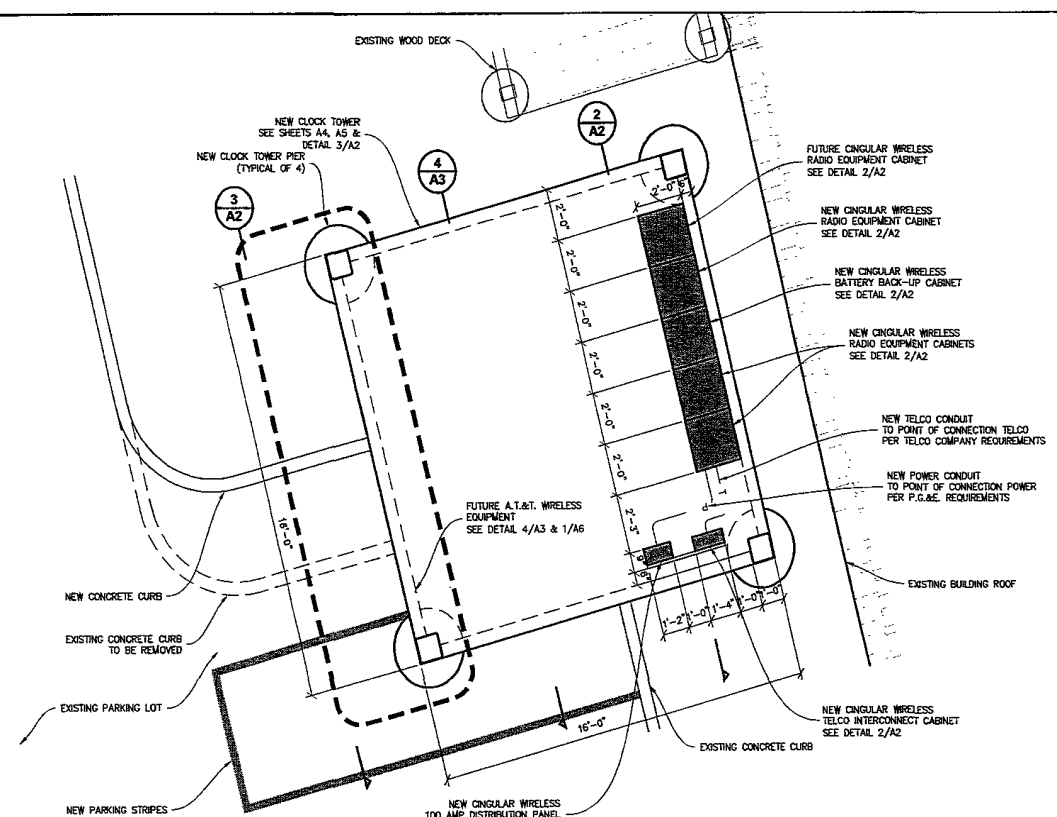 EXISTING WOOD DECK
NEW CLOCK TOWER
SEE SHEETS A4, A5 &
DETAIL 3/A2
NEW CLOCK TOWER PIER
(TYPICAL OF 4)
3
A2
4
A3
2
A2
FUTURE CINGULAR WIRELESS
RADIO EQUIPMENT CABINET
SEE DETAIL 2/A2
NEW CINGULAR WIRELESS
RADIO EQUIPMENT CABINET
SEE DETAIL 2/A2
NEW CINGULAR WIRELESS
BATTERY BACK-UP CABINET
SEE DETAIL 2/A2
NEW CINGULAR WIRELESS
RADIO EQUIPMENT CABINETS
SEE DETAIL 2/A2
NEW TELCO CONDUIT
TO POINT OF CONNECTION TELCO
PER TELCO COMPANY REQUIREMENTS
NEW POWER CONDUIT
TO POINT OF CONNECTION POWER
PER P.G.&E. REQUIREMENTS
2'-0"
6"
2'-0"
2'-0"
2'-0"
2'-0"
2'-0"
2'-0"
2'-3"
9"
6"
T
P
FUTURE A.T.&T. WIRELESS
EQUIPMENT
SEE DETAIL 4/A3 & 1/A6
16'-0"
NEW CONCRETE CURB
EXISTING CONCRETE CURB
TO BE REMOVED
EXISTING BUILDING ROOF
1'-2"
1'-0"
1'-4"
1'-0"
1'-0"
EXISTING PARKING LOT
16'-0"
NEW CINGULAR WIRELESS
TELCO INTERCONNECT CABINET
SEE DETAIL 2/A2
EXISTING CONCRETE CURB
NEW PARKING STRIPES
NEW CINGULAR WIRELESS
100 AMP DISTRIBUTION PANEL